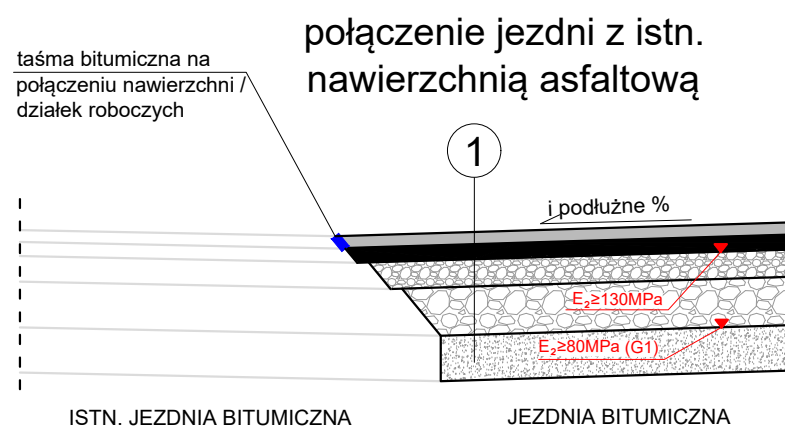 połączenie jezdni z istn.
nawierzchnią asfaltową
taśma bitumiczna na
połączeniu nawierzchni /
działek roboczych
1
i podłużne %
E₂≥130MPa
E₂≥80MPa (G1)
ISTN. JEZDNIA BITUMICZNA
JEZDNIA BITUMICZNA